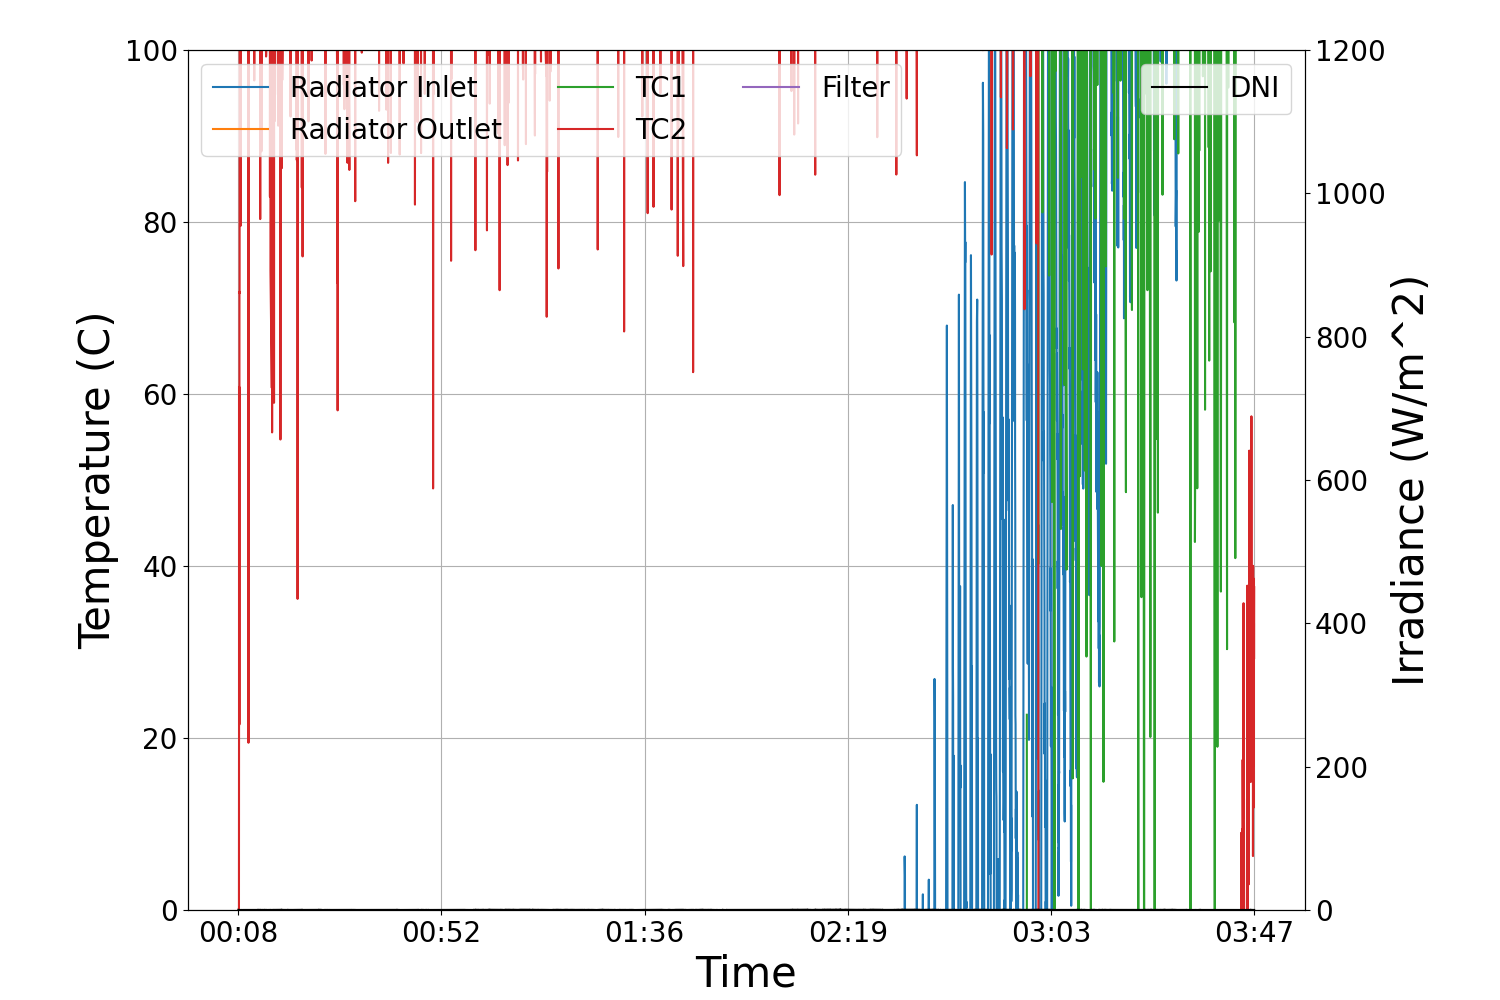 100
80
60
40
20
0
Temperature (C)
Radiator Inlet
Radiator Outlet
TC1
TC2
Filter
DNI
1200
1000
800
600
400
200
0
Irradiance (W/m^2)
00:08 00:52 01:36 02:19 03:03 03:47
Time